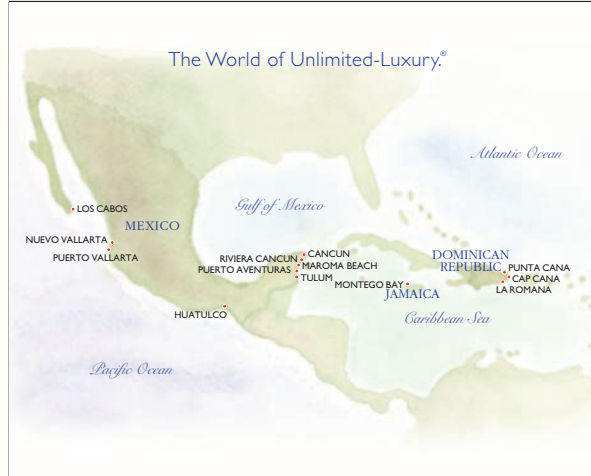 The World of Unlimited-Luxury.®
Atlantic Ocean
Gulf of Mexico
LOS CABOS
MEXICO
NUEVO VALLARTA
PUERTO VALLARTA
CANCUN
RIVIERA CANCUN
MAROMA BEACH
PUERTO AVENTURAS
TULUM
DOMINICAN
REPUBLIC
PUNTA CANA
CAP CANA
LA ROMANA
MONTEGO BAY
JAMAICA
HUATULCO
Caribbean Sea
Pacific Ocean